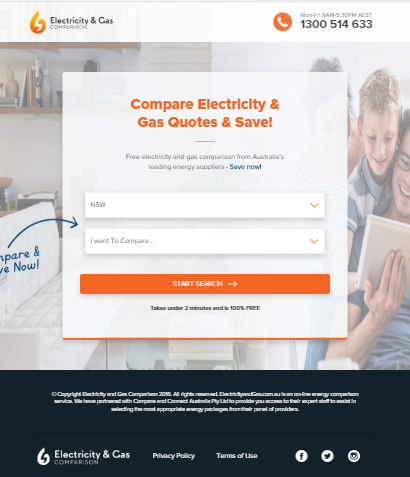 Electricity & Gas
COMPARISON
Mon-Fri 9AM-5:30PM AEST
1300 514 633
Compare Electricity &
Gas Quotes & Save!
Free electricity and gas comparison from Australia's
leading energy suppliers - Save now!
NSW
mpare &
ve Now!
I want To Compare...
START SEARCH
Takes under 2 minutes and is 100% FREE
© Copyright Electricity and Gas Comparison 2016. All rights reserved. ElectricityandGas.com.au is an on-line energy comparison
service. We have partnered with Compare and Connect Australia Pty Ltd to provide you access to their expert staff to assist in
selecting the most appropriate energy packages from their panel of providers.
Electricity & Gas
COMPARISON
Privacy Policy
Terms of Use